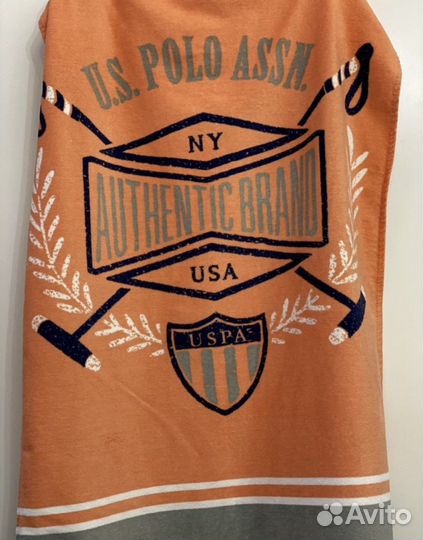 U.S. POLO ASSN.
NY
AUTHENTIC BRAND
USA
USPA
Avito